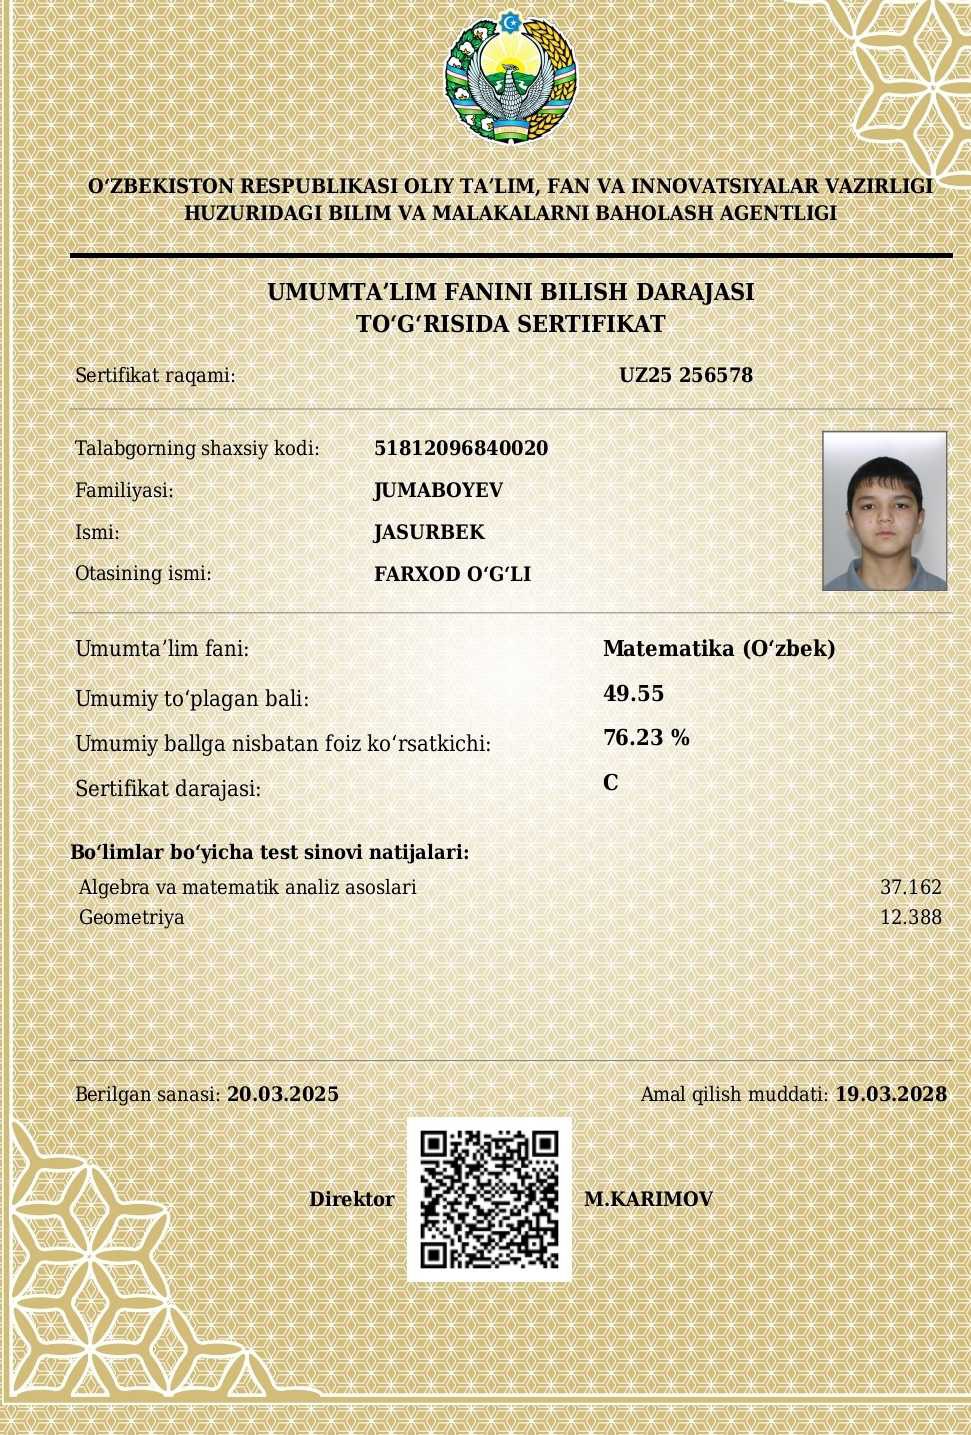 O‘ZBEKISTON RESPUBLIKASI OLIY TA’LIM, FAN VA INNOVATSIYALAR VAZIRLIGI
HUZURIDAGI BILIM VA MALAKALARNI BAHOLASH AGENTLIGI
UMUMTA’LIM FANINI BILISH DARAJASI
TO‘G‘RISIDA SERTIFIKAT
Sertifikat raqami: UZ25 256578
Talabgorning shaxsiy kodi: 51812096840020
Familiyasi: JUMABOYEV
Ismi: JASURBEK
Otasining ismi: FARXOD O‘G‘LI
Umumta’lim fani: Matematika (O‘zbek)
Umumiy to‘plagan bali: 49.55
Umumiy ballga nisbatan foiz ko‘rsatkichi: 76.23 %
Sertifikat darajasi: C
Bo‘limlar bo‘yicha test sinovi natijalari:
Algebra va matematik analiz asoslari 37.162
Geometriya 12.388
Berilgan sanasi: 20.03.2025 Amal qilish muddati: 19.03.2028
Direktor M.KARIMOV